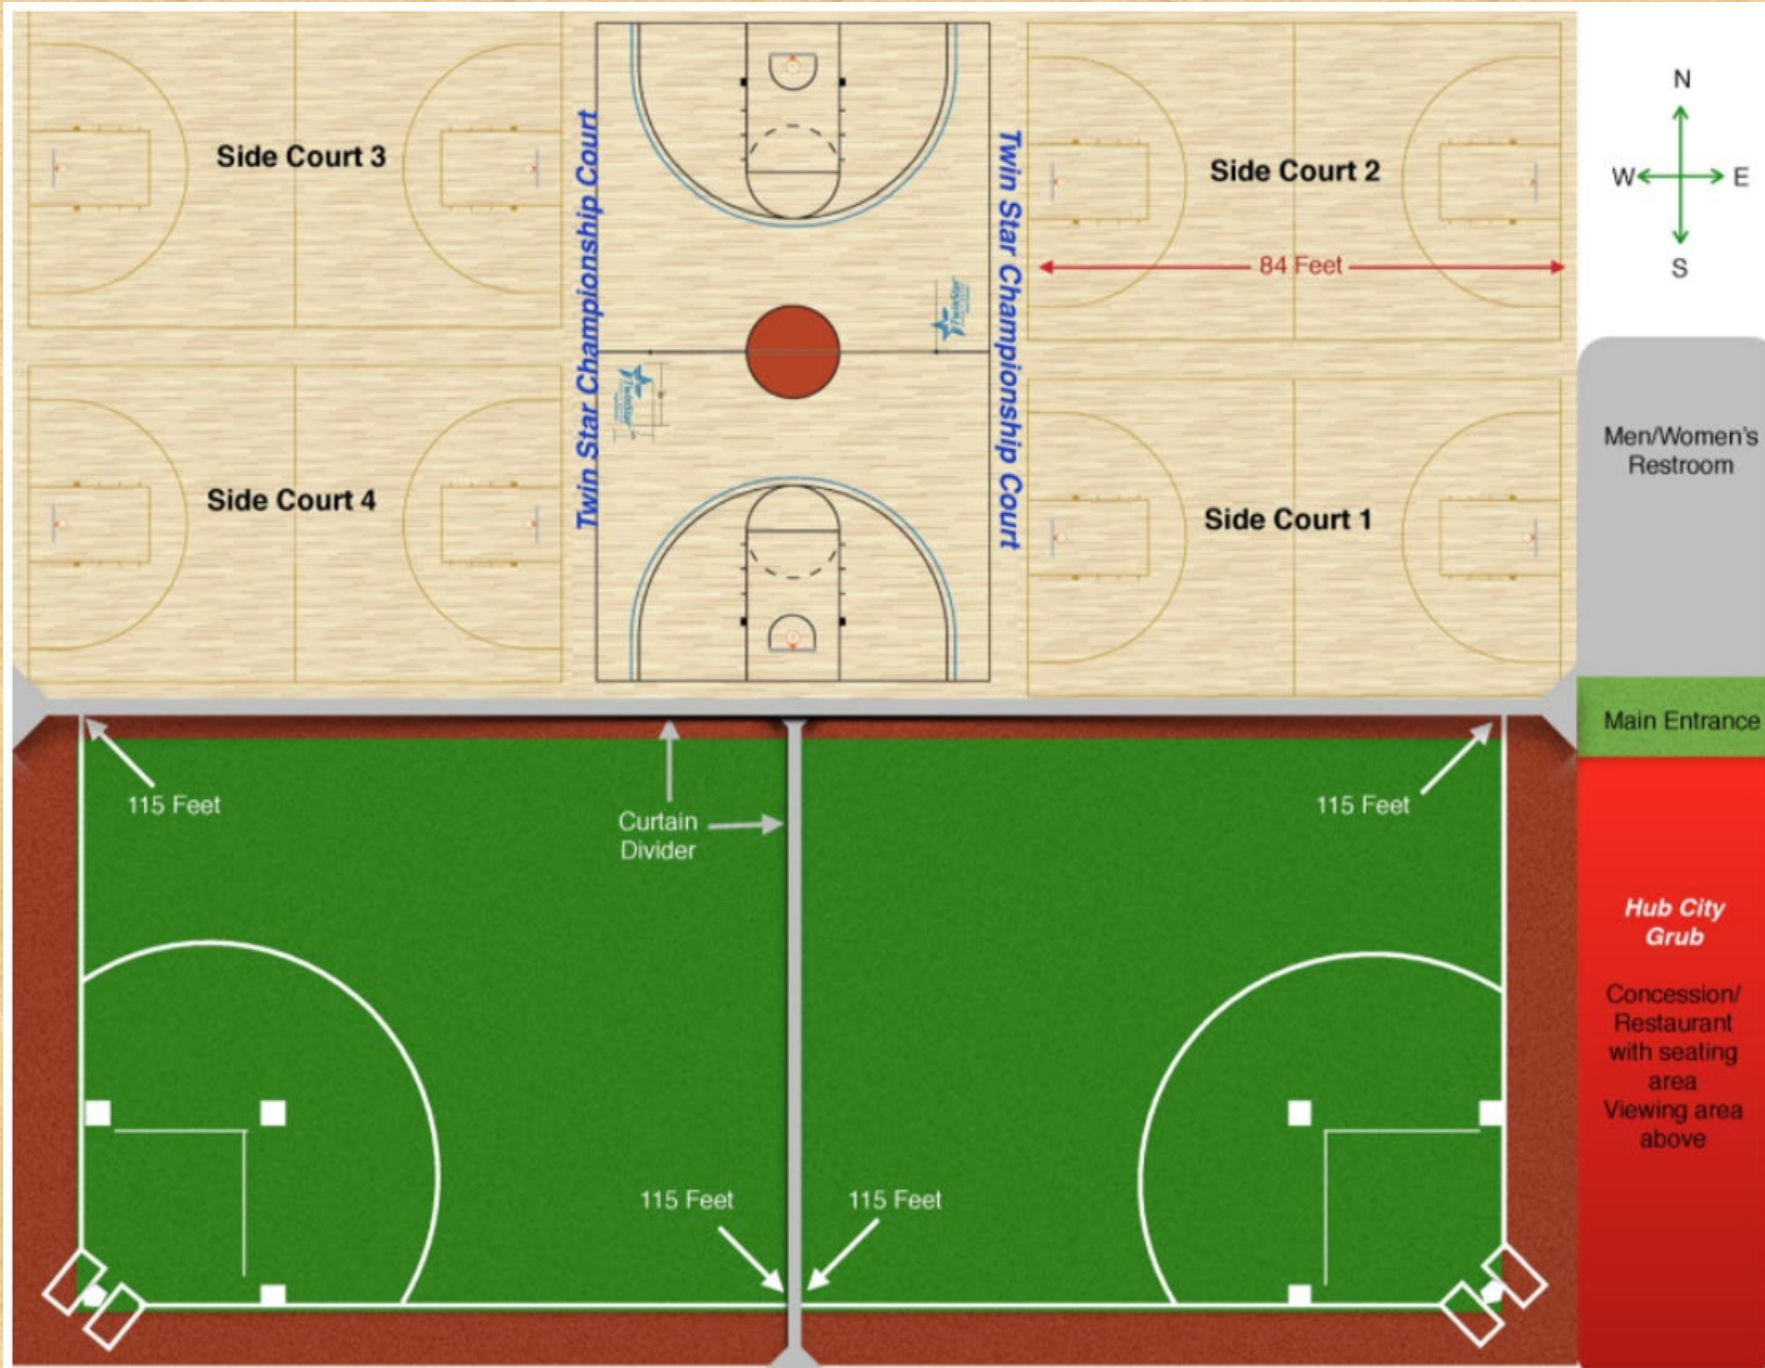 Side Court 3
Twin Star Championship Court
Twin Star Championship Court
Side Court 2
84 Feet
N
W
E
S
TwinStar
TwinStar
Side Court 4
Side Court 1
Men/Women's
Restroom
Main Entrance
115 Feet
Curtain
Divider
115 Feet
Hub City
Grub
Concession/
Restaurant
with seating
area
Viewing area
above
115 Feet
115 Feet